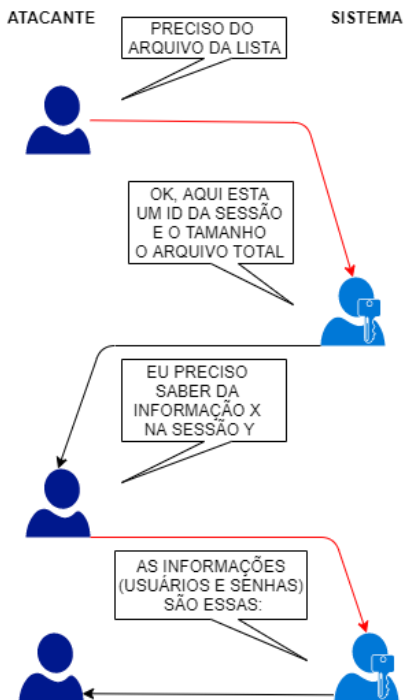 ATACANTE
SISTEMA
PRECISO DO
ARQUIVO DA LISTA
OK, AQUI ESTA
UM ID DA SESSÃO
E O TAMANHO
O ARQUIVO TOTAL
EU PRECISO
SABER DA
INFORMAÇÃO X
NA SESSÃO Y
AS INFORMAÇÕES
(USUÁRIOS E SENHAS)
SÃO ESSAS: